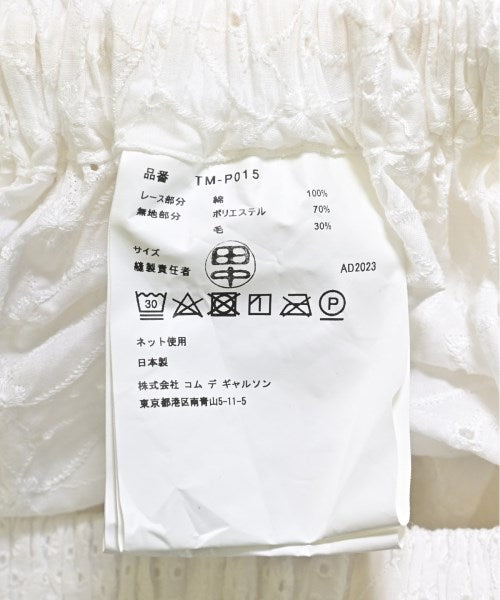 品番 TM-P015
レース部分 綿 100%
無地部分 ポリエステル 70%
毛 30%
サイズ
縫製責任者 田中 AD2023
30 P
ネット使用
日本製
株式会社 コム デ ギャルソン
東京都港区南青山5-11-5